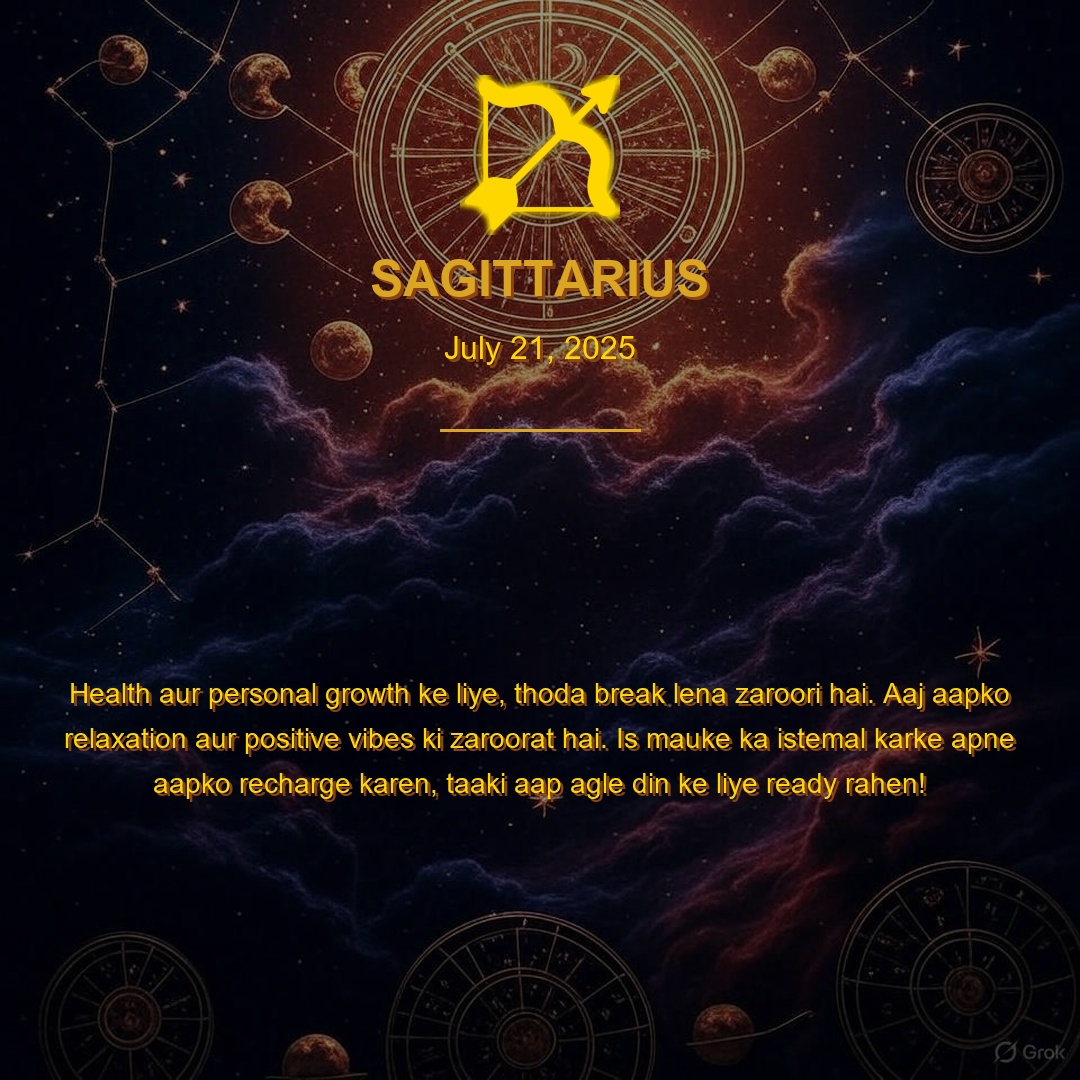 SAGITTARIUS
July 21, 2025
Health aur personal growth ke liye, thoda break lena zaroori hai. Aaj aapko
relaxation aur positive vibes ki zaroorat hai. Is mauke ka istemal karke apne
aapko recharge karen, taaki aap agle din ke liye ready rahen!
Grok